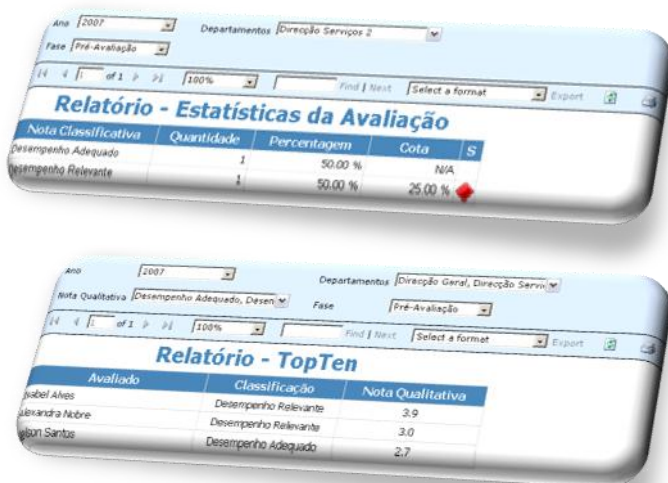 Ano 2007 Departamentos Direcção Serviços 2
Fase Pré-Avaliação
1 of 1 100% Find | Next Select a format Export
Relatório - Estatísticas da Avaliação
Nota Classificativa Quantidade Percentagem Cota S
Desempenho Adequado 1 50.00 % N/A
Desempenho Relevante 1 50.00 % 25.00 %
Ano 2007 Departamentos Direcção Geral, Direcção Servi
Nota Qualitativa Desempenho Adequado, Desen Fase Pré-Avaliação
1 of 1 100% Find | Next Select a format Export
Relatório - TopTen
Avaliado Classificação Nota Qualitativa
Isabel Alves Desempenho Relevante 3.9
Alexandra Nobre Desempenho Relevante 3.0
elson Santos Desempenho Adequado 2.7